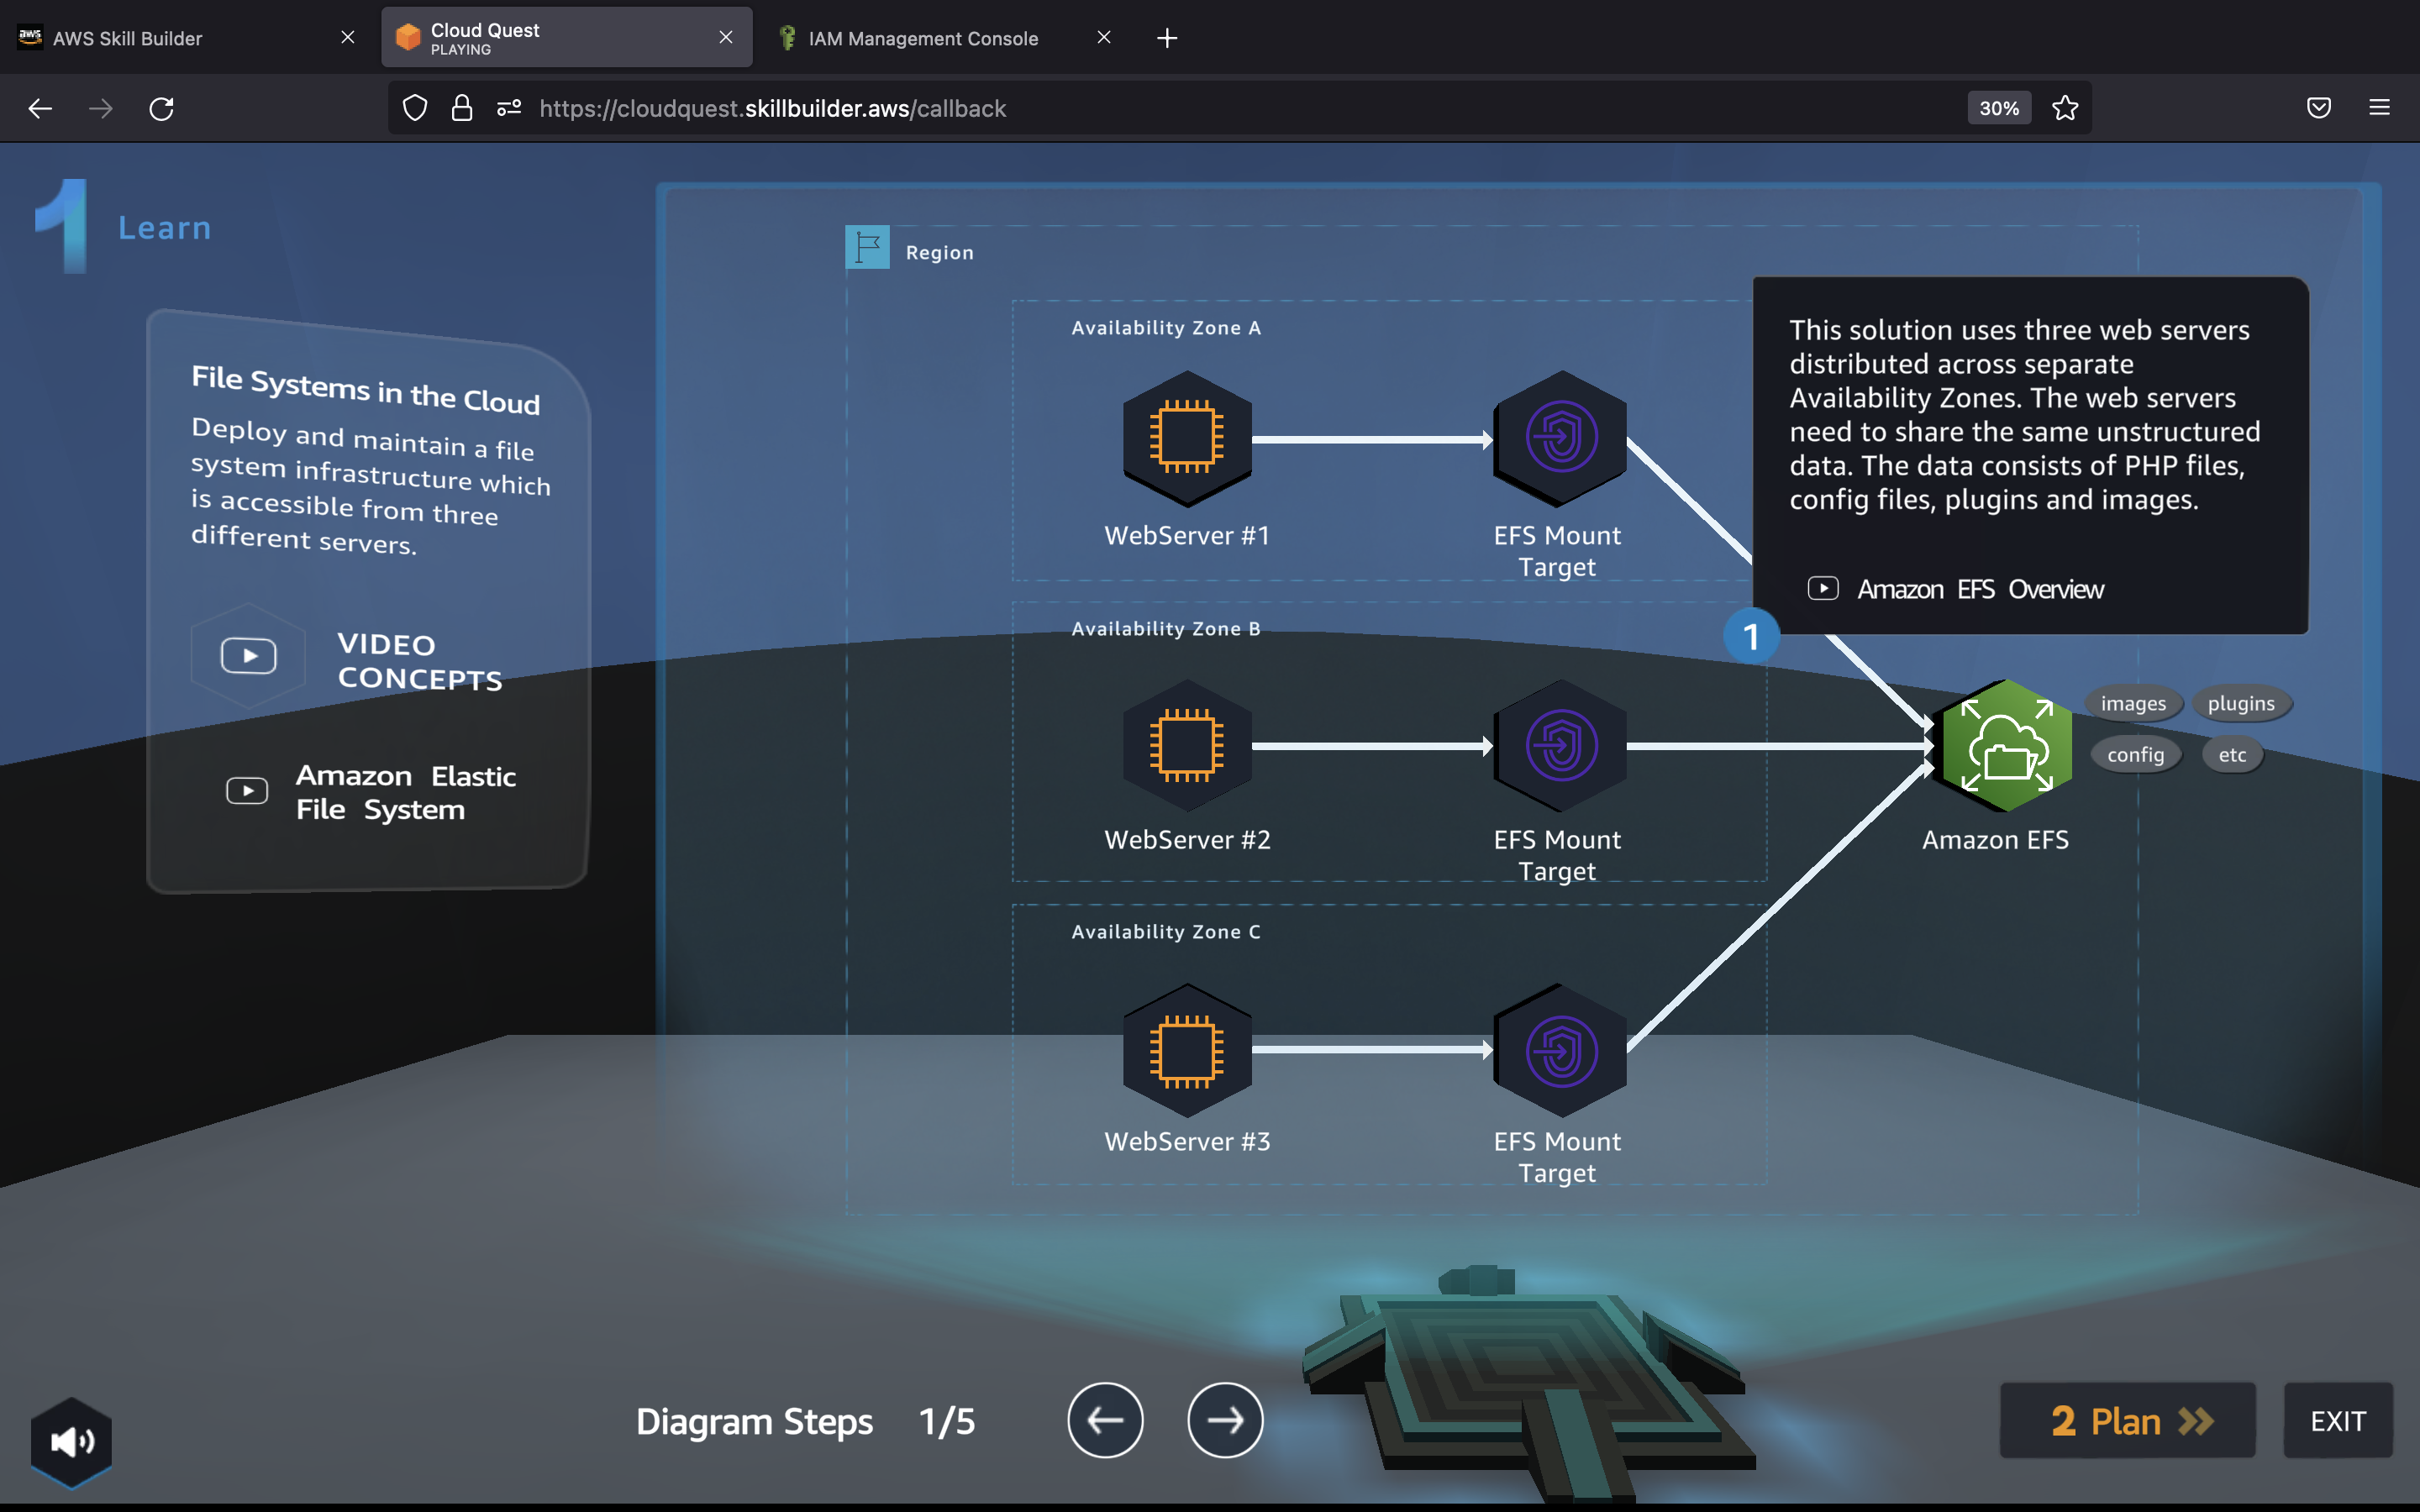 aws AWS Skill Builder
Cloud Quest
PLAYING
IAM Management Console
https://cloudquest.skillbuilder.aws/callback
30%
1 Learn
File Systems in the Cloud
Deploy and maintain a file
system infrastructure which
is accessible from three
different servers.
VIDEO
CONCEPTS
Amazon Elastic
File System
Region
Availability Zone A
WebServer #1
EFS Mount
Target
This solution uses three web servers
distributed across separate
Availability Zones. The web servers
need to share the same unstructured
data. The data consists of PHP files,
config files, plugins and images.
Amazon EFS Overview
1
Availability Zone B
WebServer #2
EFS Mount
Target
images
plugins
config
etc
Amazon EFS
Availability Zone C
WebServer #3
EFS Mount
Target
Diagram Steps 1/5
2 Plan
EXIT